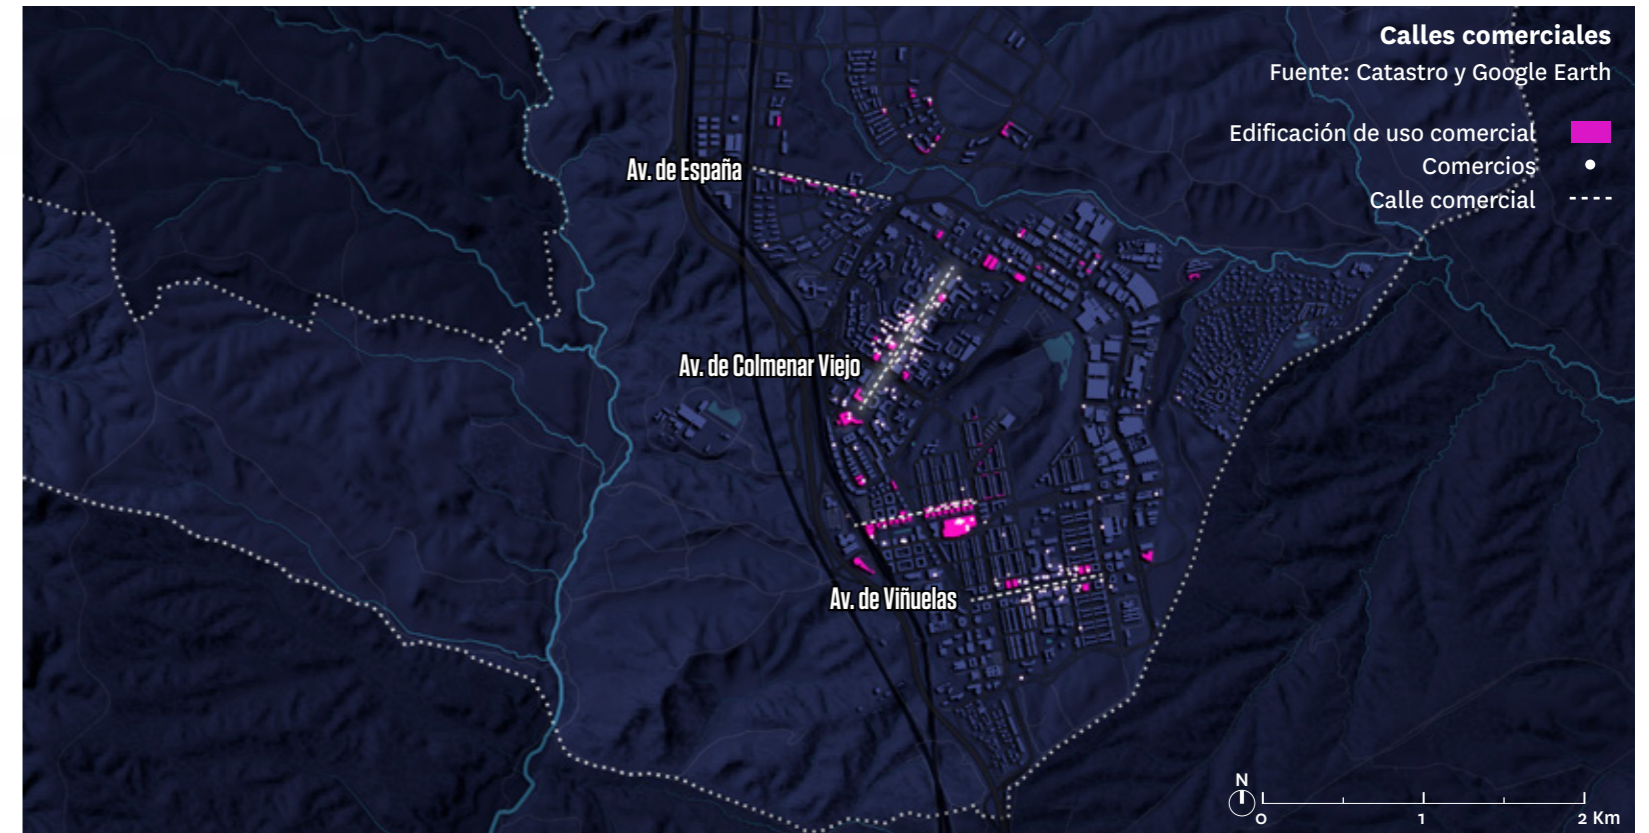 Calles comerciales
Fuente: Catastro y Google Earth
Edificación de uso comercial
Comercios
Calle comercial
Av. de España
Av. de Colmenar Viejo
Av. de Viñuelas
N
0 1 2 Km